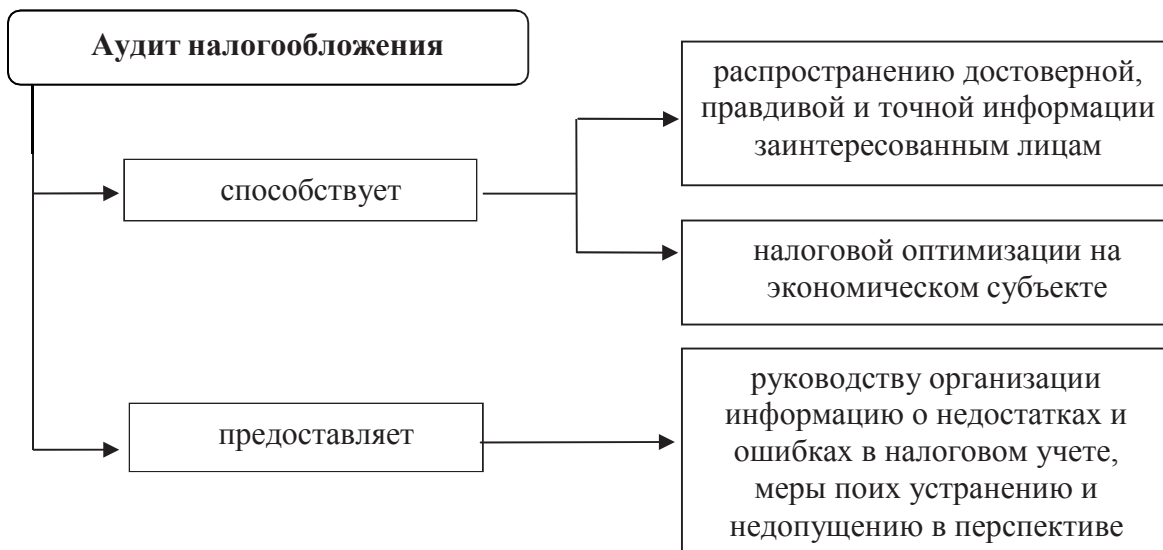 Аудит налогообложения
распространению достоверной,
правдивой и точной информации
заинтересованным лицам
способствует
налоговой оптимизации на
экономическом субъекте
руководству организации
информацию о недостатках и
ошибках в налоговом учете,
меры поих устранению и
недопущению в перспективе
предоставляет